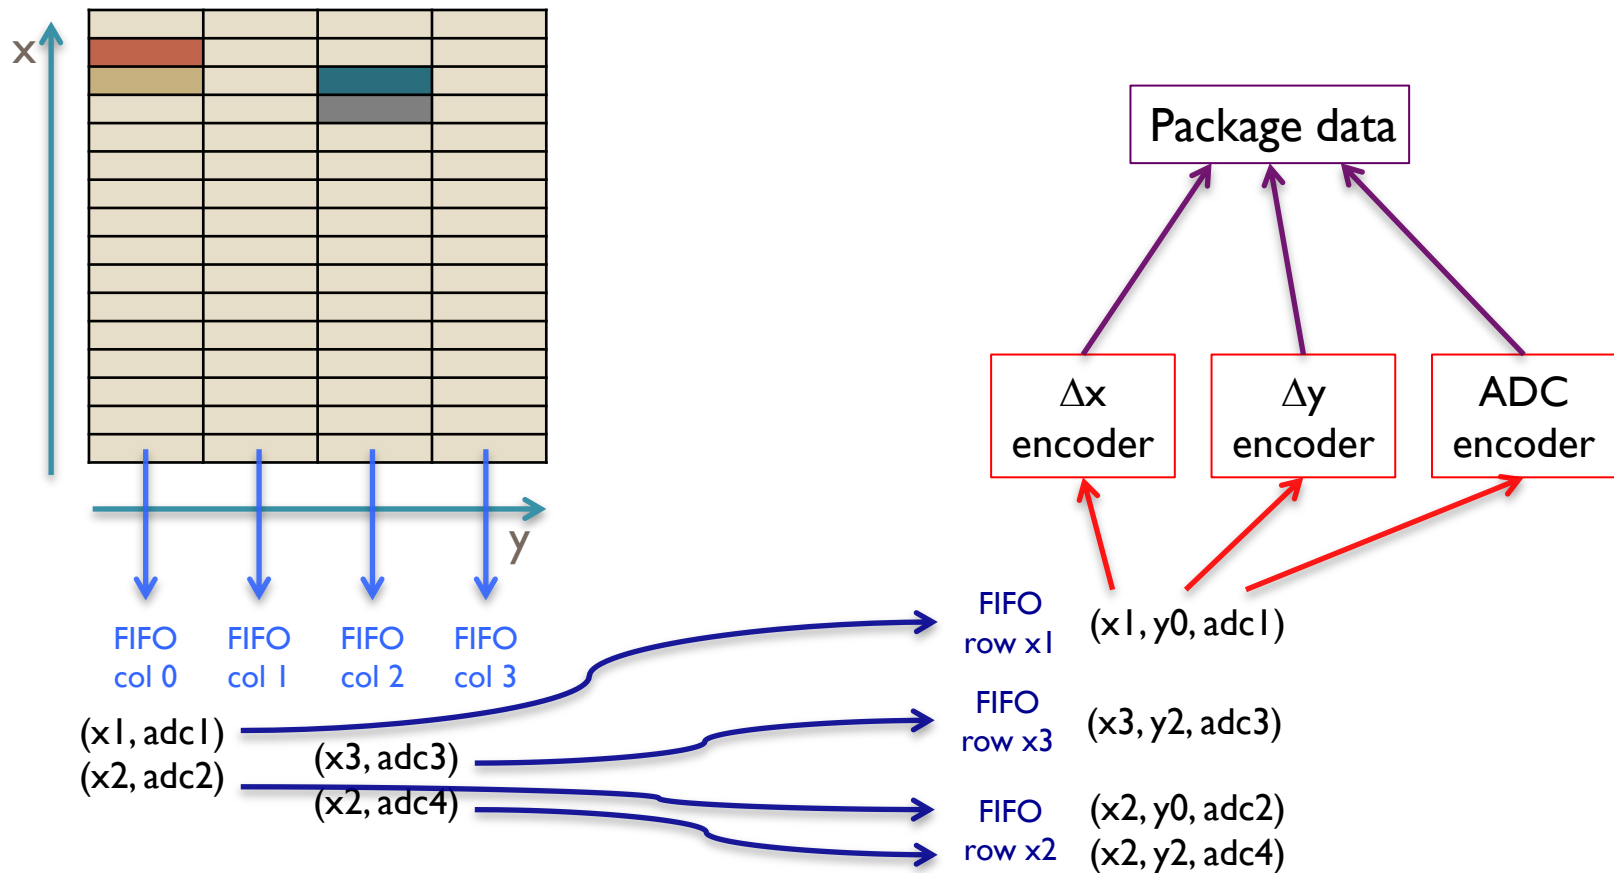 x
y
FIFO
col 0
FIFO
col 1
FIFO
col 2
FIFO
col 3
(x1, adc1)
(x2, adc2)
(x3, adc3)
(x2, adc4)
Package data
Δx
encoder
Δy
encoder
ADC
encoder
FIFO
row x1
(x1, y0, adc1)
FIFO
row x3
(x3, y2, adc3)
FIFO
row x2
(x2, y0, adc2)
(x2, y2, adc4)